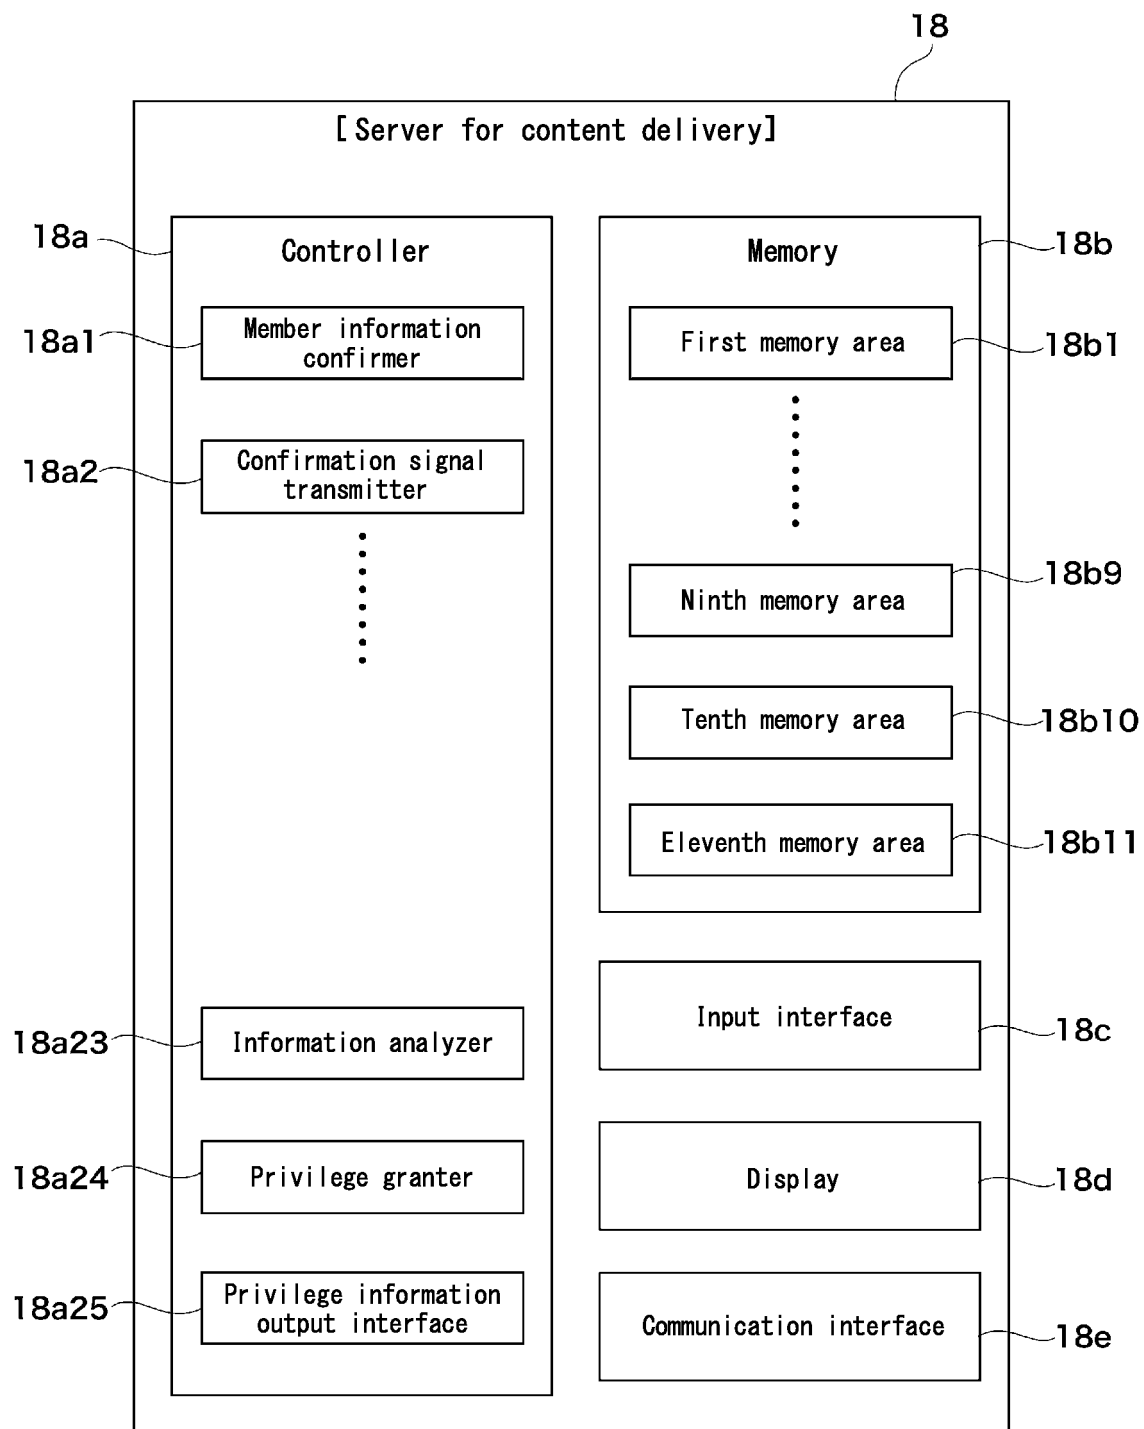 18
[Server for content delivery]
18a
Controller
18a1
Member information
confirmer
18a2
Confirmation signal
transmitter
18a23
Information analyzer
18a24
Privilege granter
18a25
Privilege information
output interface
18b
Memory
First memory area
18b1
Ninth memory area
18b9
Tenth memory area
18b10
Eleventh memory area
18b11
Input interface
18c
Display
18d
Communication interface
18e